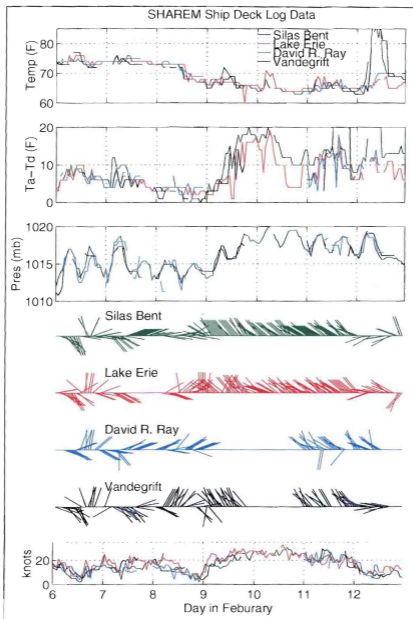 SHAREM Ship Deck Log Data
Temp (F)
80
70
60
Silas Bent
Lake Erie
David R. Ray
Vandegrift
Ta-Td (F)
20
10
0
Pres (mb)
1020
1015
1010
Silas Bent
Lake Erie
David R. Ray
Vandegrift
knots
20
0
6 7 8 9 10 11 12
Day in Feburary